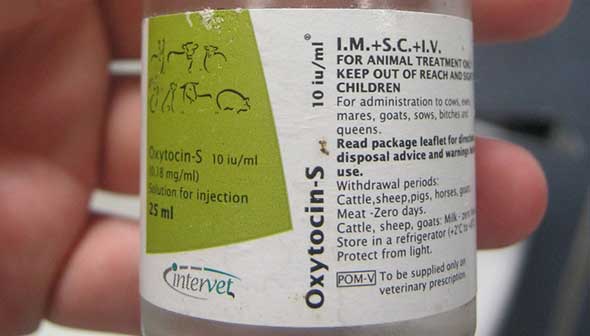 Oxytocin-S 10 iu/ml
(0.18 mg/ml)
Solution for injection
25 ml
intervet
Oxytocin-S 10 iu/ml®
I.M.+S.C.+I.V.
FOR ANIMAL TREATMENT ONLY
KEEP OUT OF REACH AND SIGHT
CHILDREN
For administration to cows, ewes,
mares, goats, sows, bitches and
queens.
Read package leaflet for
disposal advice and warnings
use.
Withdrawal periods:
Cattle,sheep,pigs, horses, goats
Meat -Zero days.
Cattle, sheep, goats: Milk - zero
Store in a refrigerator (+2°C to
Protect from light.
POM-V To be supplied only on
veterinary prescription.